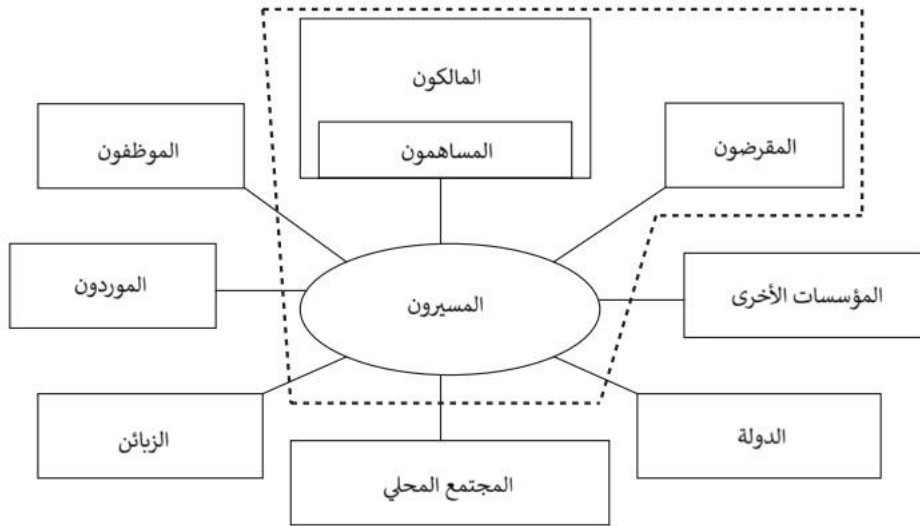 المالكون
المساهمون
المقرضون
الموظفون
المؤسسات الأخرى
المسيرون
الموردون
الدولة
الزبائن
المجتمع المحلي